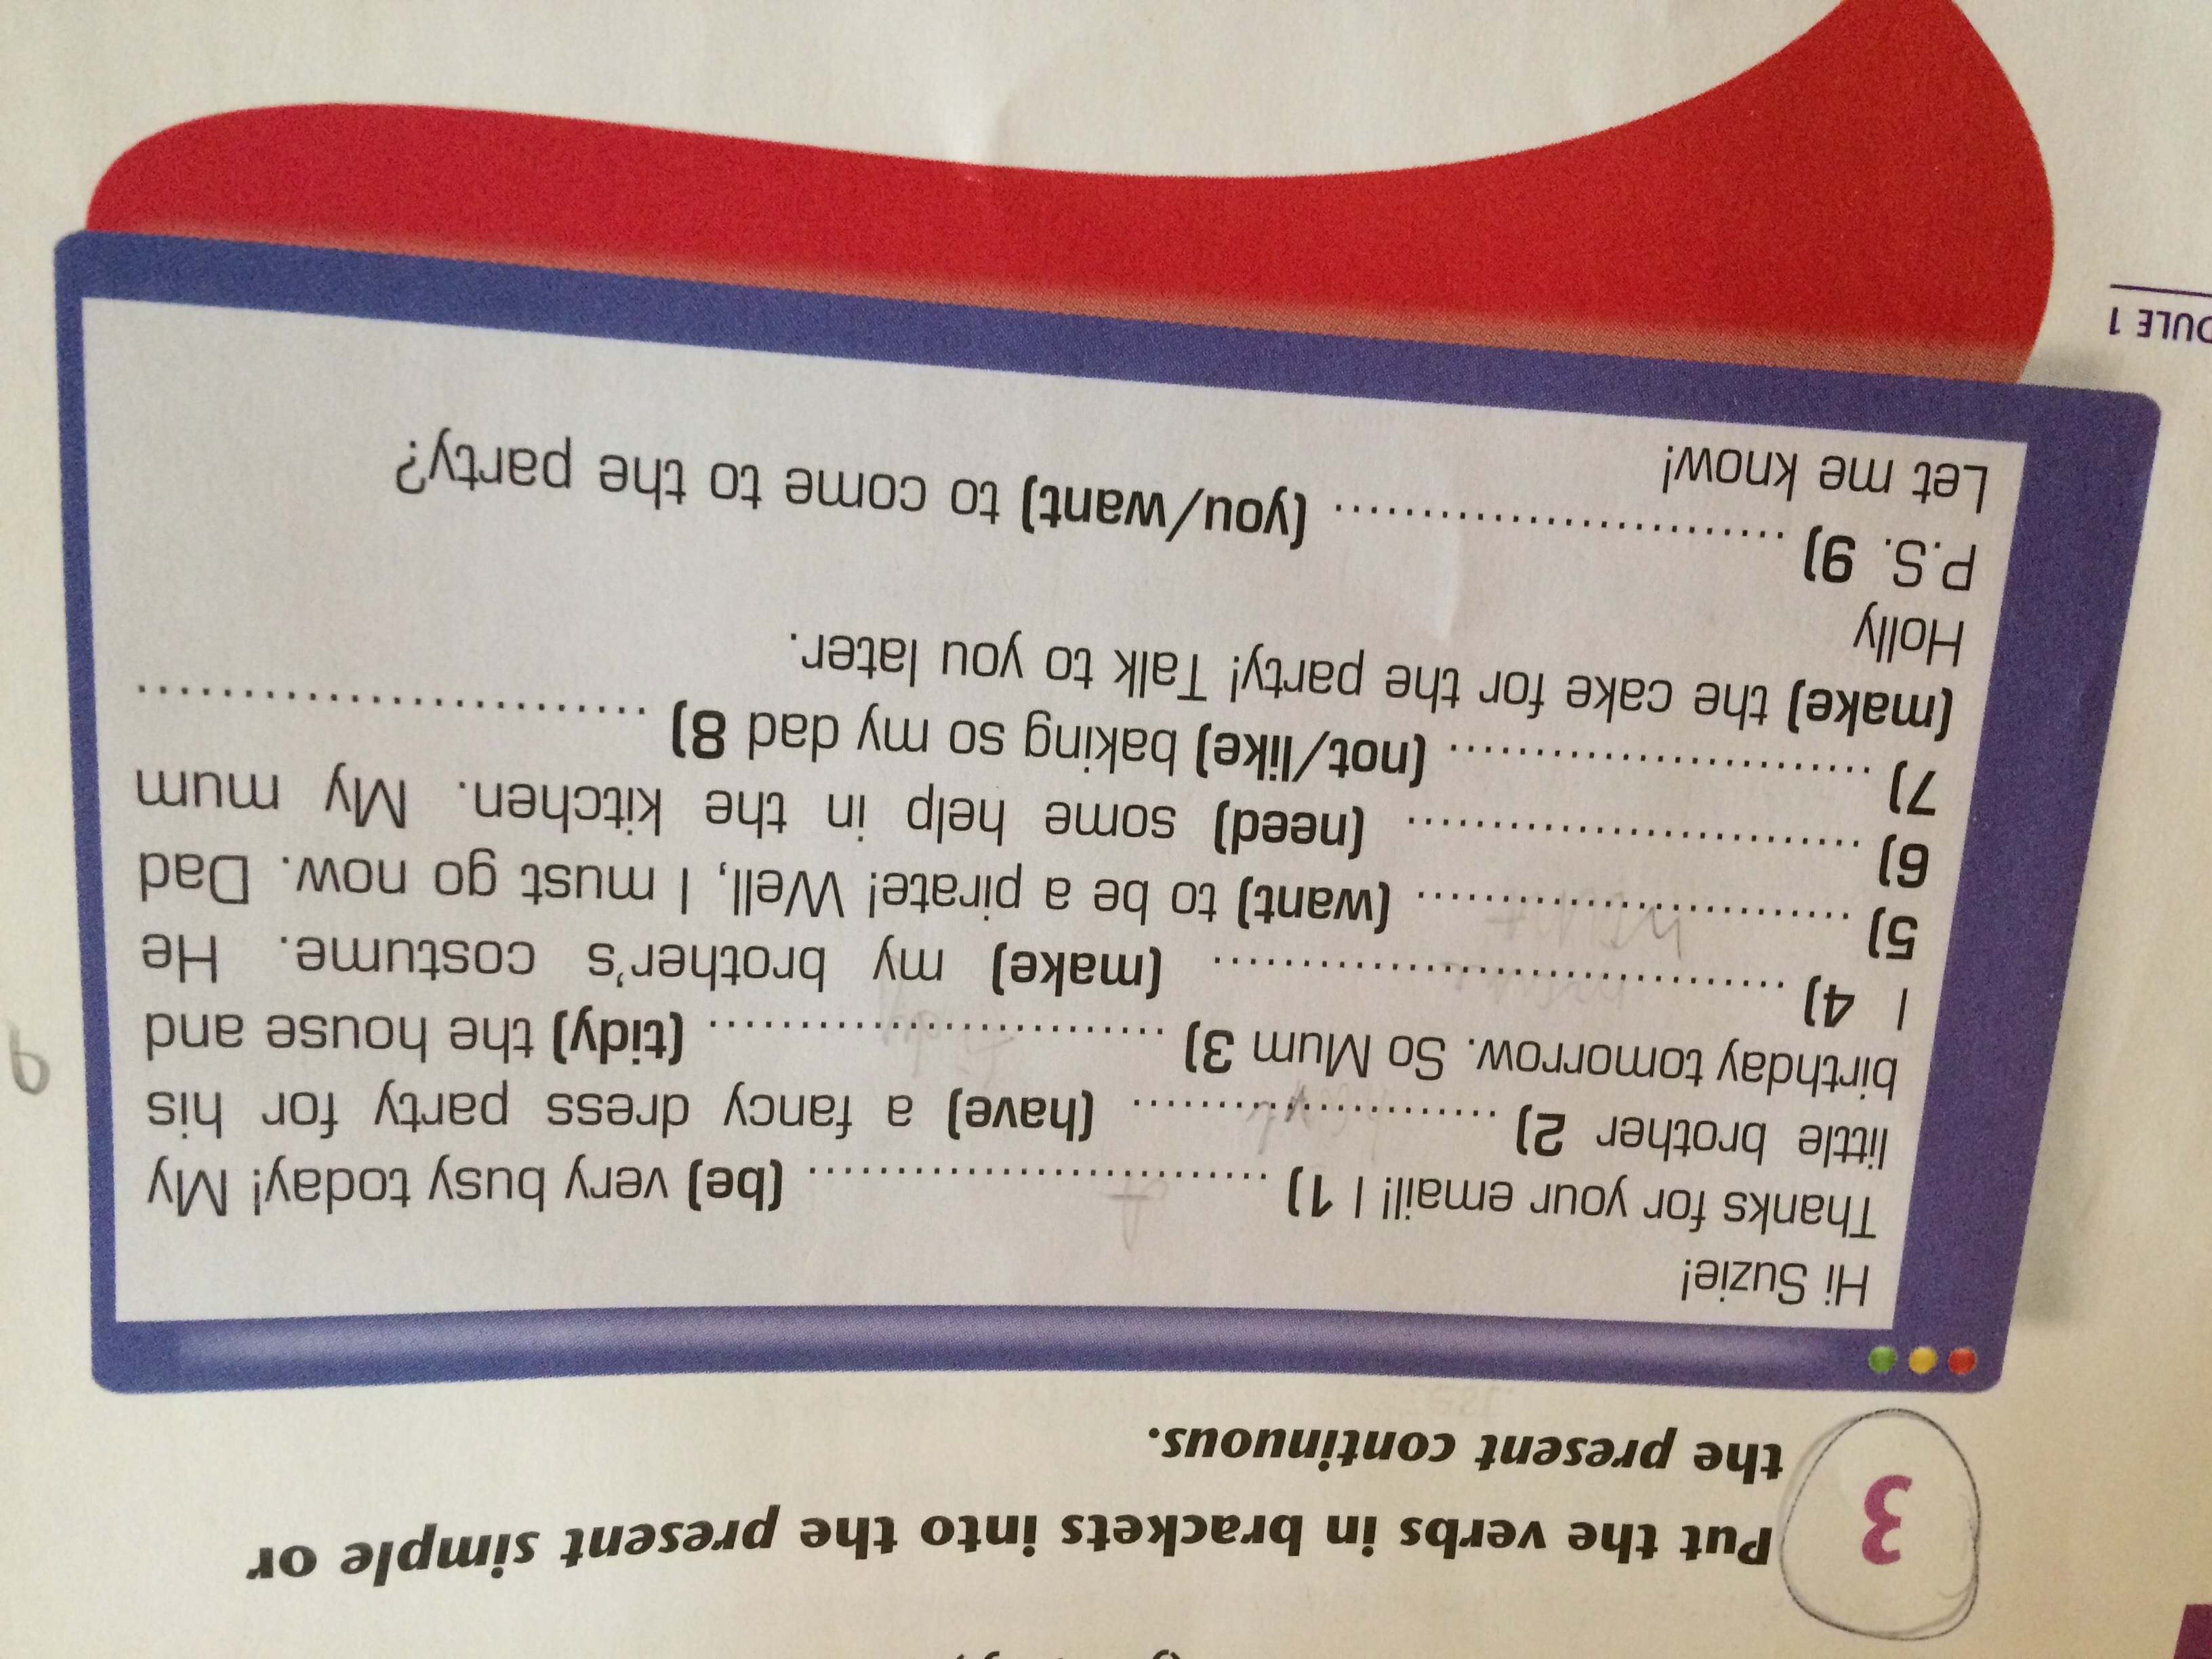 3 Put the verbs in brackets into the present simple or
the present continuous.
Hi Suzie!
Thanks for your email! I 1) ............................ (be) very busy today! My
little brother 2) ...................... (have) a fancy dress party for his
birthday tomorrow. So Mum 3) ............................ (tidy) the house and
I 4) ................................... (make) my brother's costume. He
5) ........................... (want) to be a pirate! Well, I must go now. Dad
6) ............................ (need) some help in the kitchen. My mum
7) .......................... (not/like) baking so my dad 8) .............................
(make) the cake for the party! Talk to you later.
Holly
P.S. 9) ............................ (you/want) to come to the party?
Let me know!
DULE 1